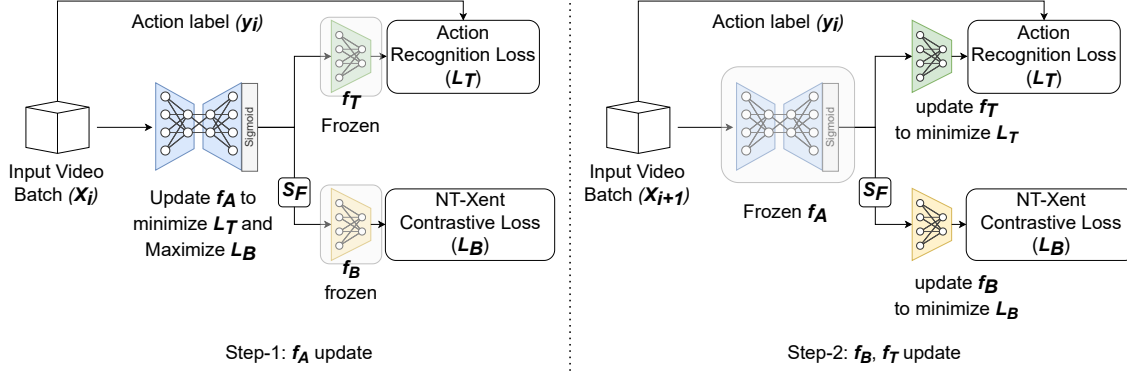 Action label (yi)
Action
Recognition Loss
(LT)
fT
Frozen
Sigmoid
Input Video
Batch (Xi)
Update fA to
minimize LT and
Maximize LB
SF
NT-Xent
Contrastive Loss
(LB)
fB
frozen
Step-1: fA update
Action label (yi)
Action
Recognition Loss
(LT)
update fT
to minimize LT
Sigmoid
Input Video
Batch (Xi+1)
Frozen fA
SF
NT-Xent
Contrastive Loss
(LB)
update fB
to minimize LB
Step-2: fB, fT update